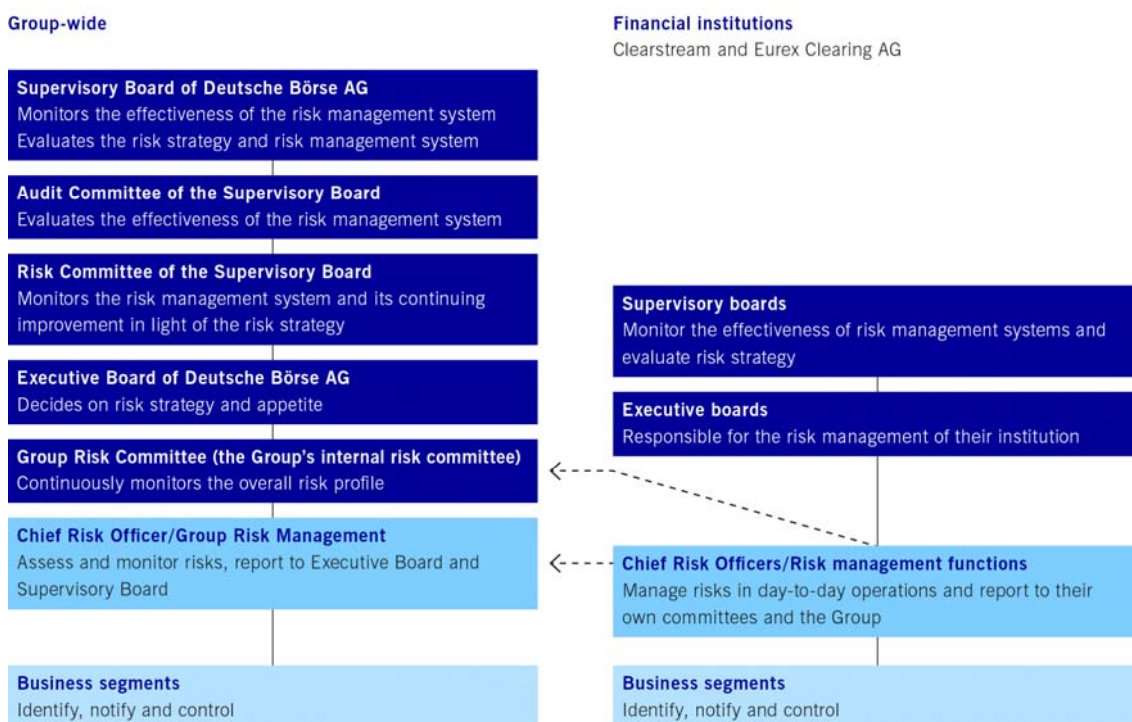 Group-wide
Supervisory Board of Deutsche Börse AG
Monitors the effectiveness of the risk management system
Evaluates the risk strategy and risk management system
Audit Committee of the Supervisory Board
Evaluates the effectiveness of the risk management system
Risk Committee of the Supervisory Board
Monitors the risk management system and its continuing
improvement in light of the risk strategy
Executive Board of Deutsche Börse AG
Decides on risk strategy and appetite
Group Risk Committee (the Group's internal risk committee)
Continuously monitors the overall risk profile
Chief Risk Officer/Group Risk Management
Assess and monitor risks, report to Executive Board and
Supervisory Board
Business segments
Identify, notify and control
Financial institutions
Clearstream and Eurex Clearing AG
Supervisory boards
Monitor the effectiveness of risk management systems and
evaluate risk strategy
Executive boards
Responsible for the risk management of their institution
Chief Risk Officers/Risk management functions
Manage risks in day-to-day operations and report to their
own committees and the Group
Business segments
Identify, notify and control